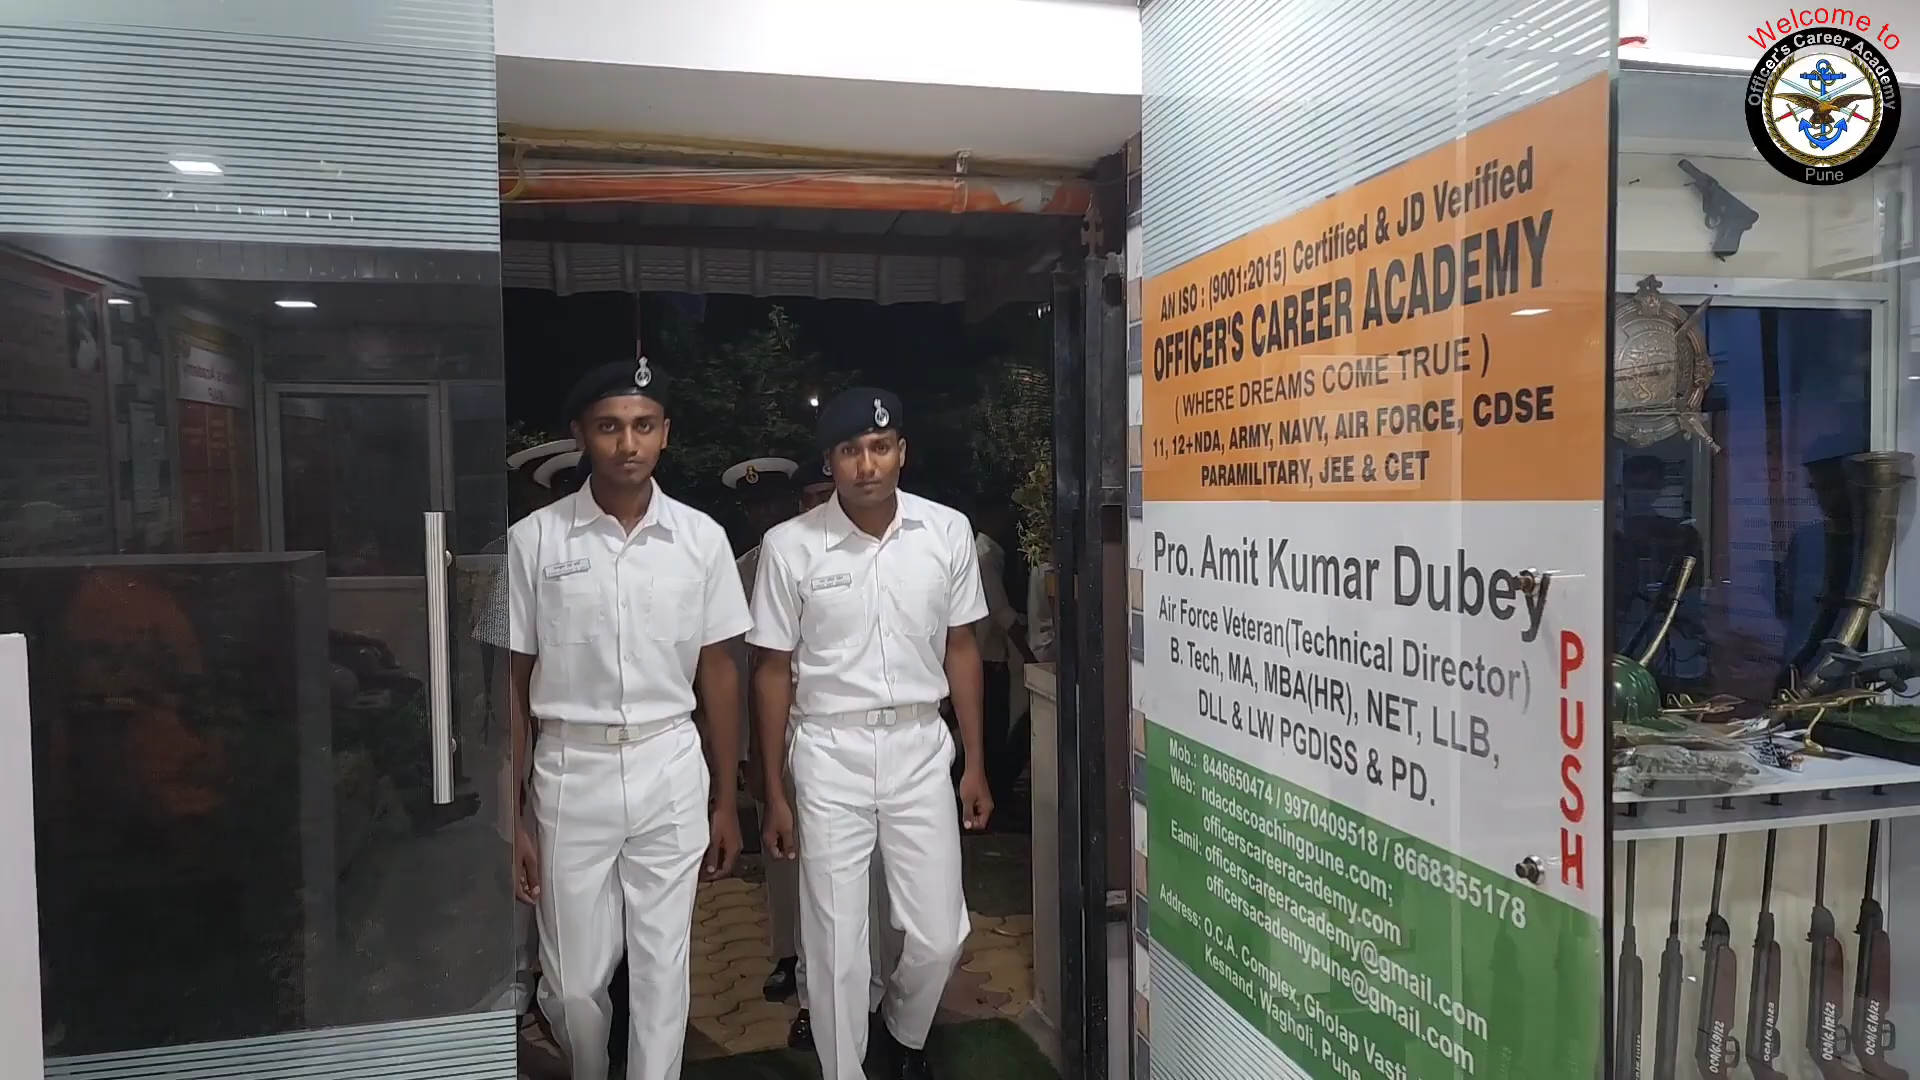 Welcome to
Officer's Career Academy
Pune
AN ISO : (9001:2015) Certified & JD Verified
OFFICER'S CAREER ACADEMY
( WHERE DREAMS COME TRUE )
11, 12+NDA, ARMY, NAVY, AIR FORCE, CDSE
PARAMILITARY, JEE & CET
Pro. Amit Kumar Dubey
Air Force Veteran(Technical Director)
B. Tech, MA, MBA(HR), NET, LLB,
DLL & LW PGDISS & PD.
PUSH
Mob.: 8446650474 / 9970409518 / 8668355178
Web: ndacdscoachingpune.com;
officerscareeracademy.com
Eamil: officerscareeracademy@gmail.com
officersacademypune@gmail.com
Address: O.C.A. Complex, Gholap Vasti
Kesnand, Wagholi, Pune